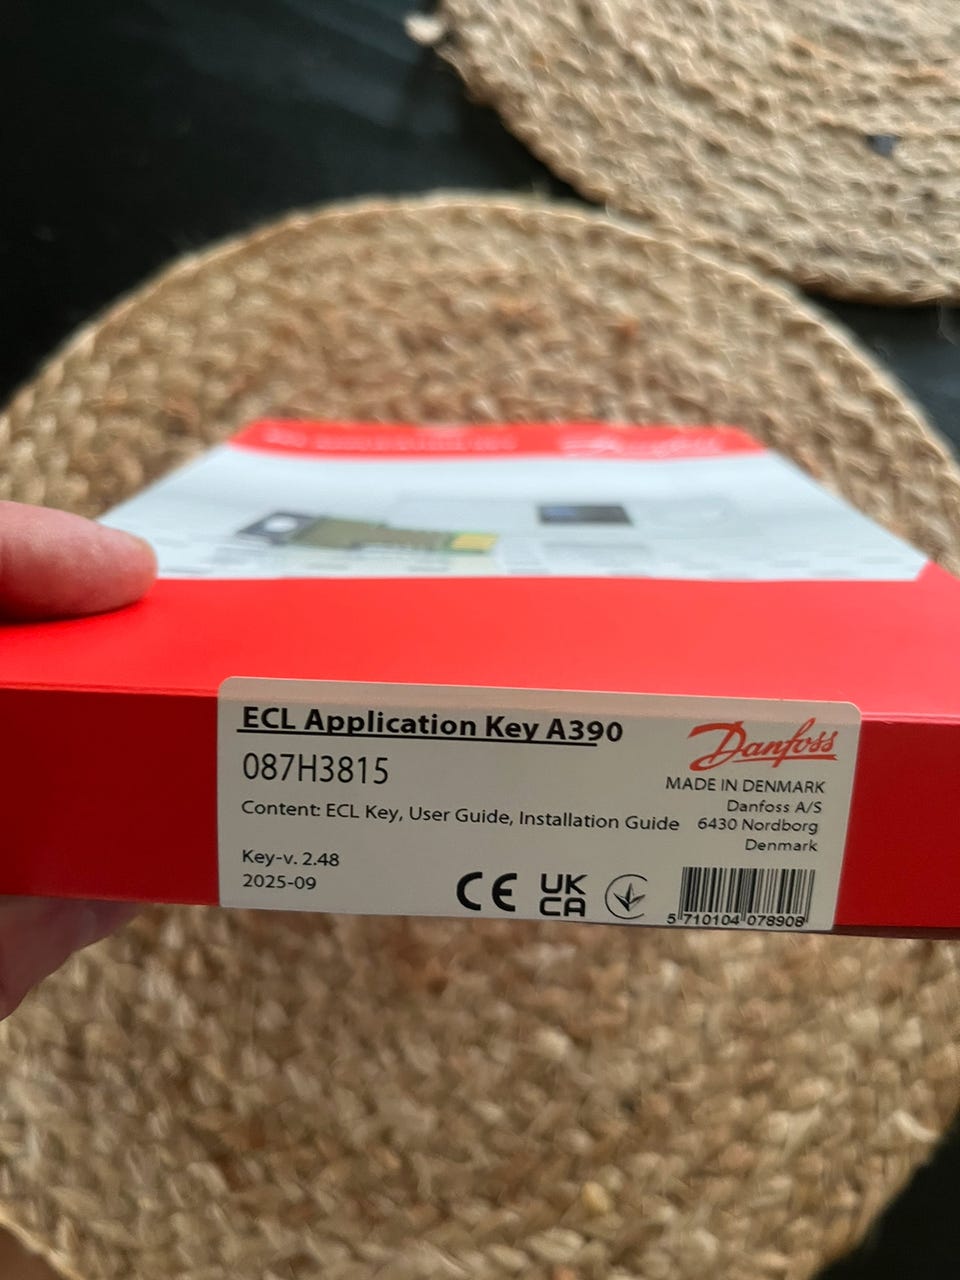 Danfoss
ECL Application Key A390
087H3815
Content: ECL Key, User Guide, Installation Guide
Key-v. 2.48
2025-09
Danfoss
MADE IN DENMARK
Danfoss A/S
6430 Nordborg
Denmark
CE
UK
CA
5 710104 078908